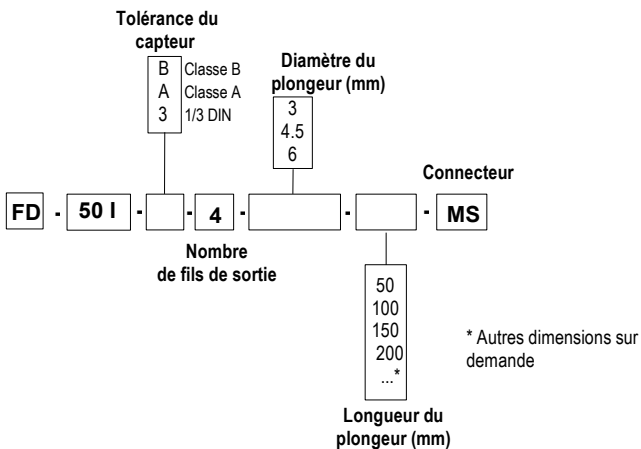 Tolérance du
capteur
B Classe B
A Classe A
3 1/3 DIN
Diamètre du
plongeur (mm)
3
4.5
6
Connecteur
FD - 50 I - - 4 - - - MS
Nombre
de fils de sortie
50
100
150
200
...*
* Autres dimensions sur
demande
Longueur du
plongeur (mm)